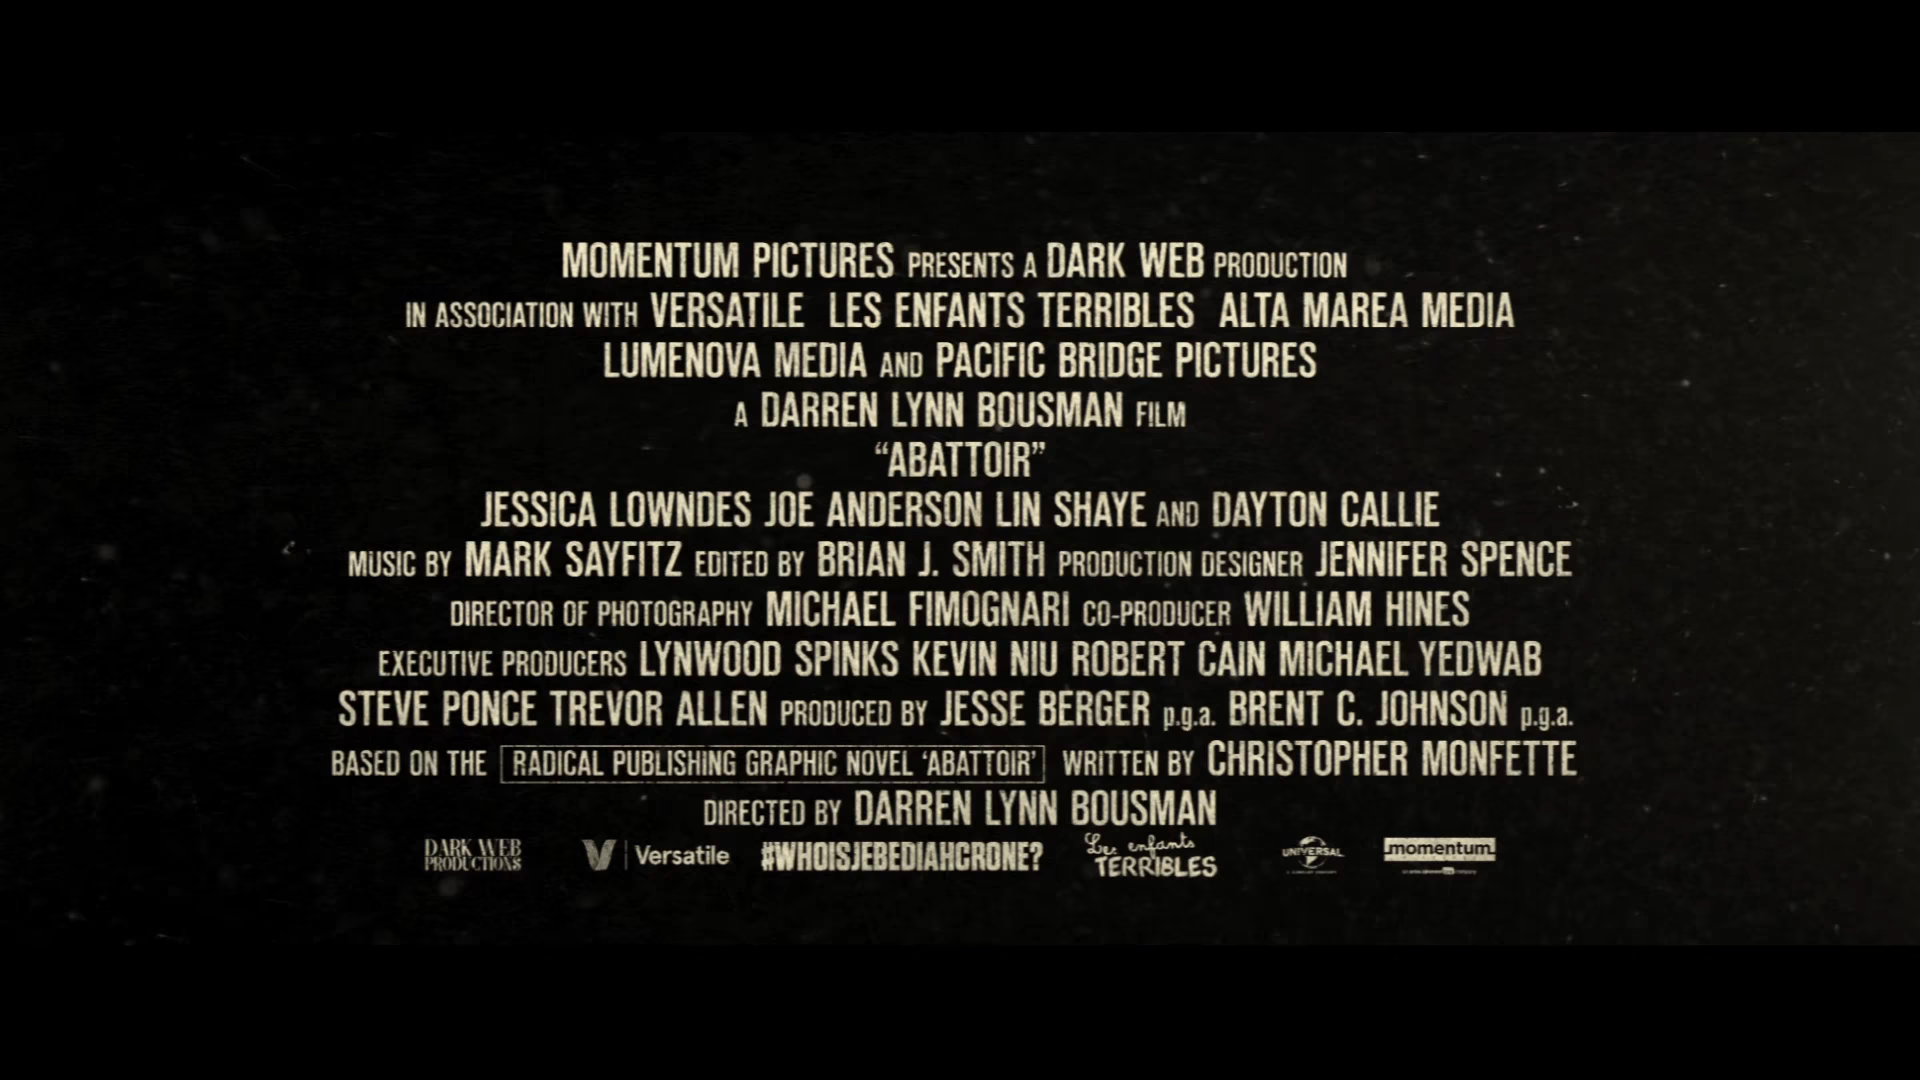 MOMENTUM PICTURES PRESENTS A DARK WEB PRODUCTION
IN ASSOCIATION WITH VERSATILE LES ENFANTS TERRIBLES ALTA MAREA MEDIA
LUMENOVA MEDIA AND PACIFIC BRIDGE PICTURES
A DARREN LYNN BOUSMAN FILM
“ABATTOIR”
JESSICA LOWNDES JOE ANDERSON LIN SHAYE AND DAYTON CALLIE
MUSIC BY MARK SAYFITZ EDITED BY BRIAN J. SMITH PRODUCTION DESIGNER JENNIFER SPENCE
DIRECTOR OF PHOTOGRAPHY MICHAEL FIMOGNARI CO-PRODUCER WILLIAM HINES
EXECUTIVE PRODUCERS LYNWOOD SPINKS KEVIN NIU ROBERT CAIN MICHAEL YEDWAB
STEVE PONCE TREVOR ALLEN PRODUCED BY JESSE BERGER p.g.a. BRENT C. JOHNSON p.g.a.
BASED ON THE RADICAL PUBLISHING GRAPHIC NOVEL ‘ABATTOIR’ WRITTEN BY CHRISTOPHER MONFETTE
DIRECTED BY DARREN LYNN BOUSMAN
DARK WEB PRODUCTIONS Versatile #WHOISJEBEDIAHCRONE? Les enfants TERRIBLES UNIVERSAL momentum